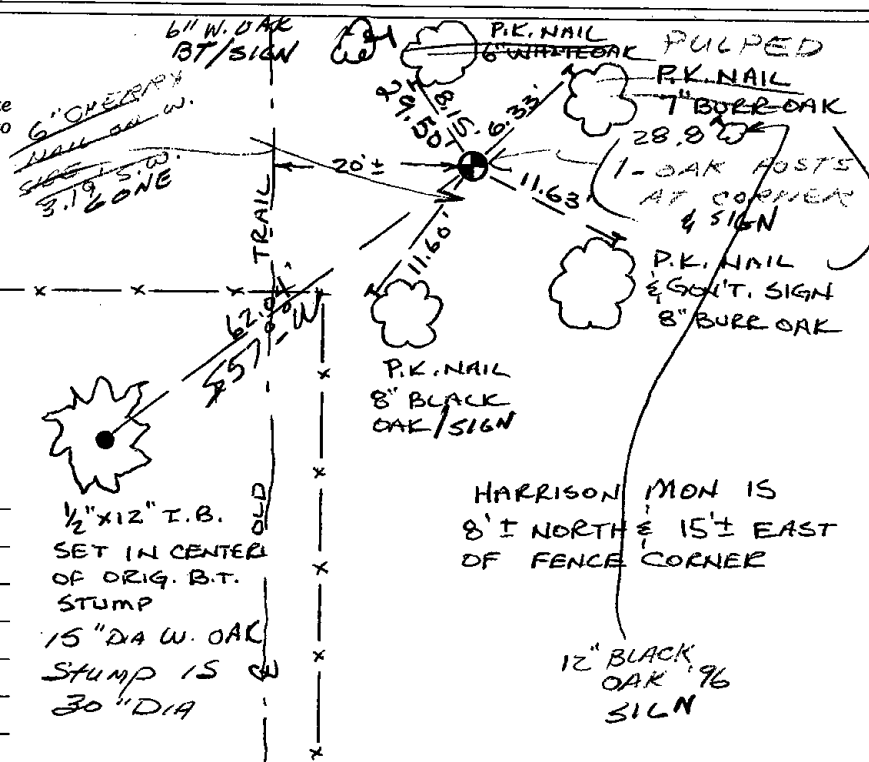 6" W. OAK
BT/SIGN
P.K. NAIL
6" WHITE OAK
PULPED
P.K. NAIL
7" BURR OAK
6" CHERRY
NAIL ON W.
SIDE
3.19' S.W.
GONE
29.50'
8.15'
6.33'
28.8'
20'±
11.63'
1-OAK POSTS
AT CORNER
& SIGN
TRAIL
11.60'
P.K. NAIL
& GOV'T. SIGN
8" BURR OAK
62.04'
S57°-W
P.K. NAIL
8" BLACK
OAK/SIGN
HARRISON MON IS
8'± NORTH & 15'± EAST
OF FENCE CORNER
1/2"x12" I.B.
SET IN CENTER
OF ORIG. B.T.
STUMP
15" DIA W. OAK
STUMP IS
30" DIA
OLD
12" BLACK
OAK '96
SIGN